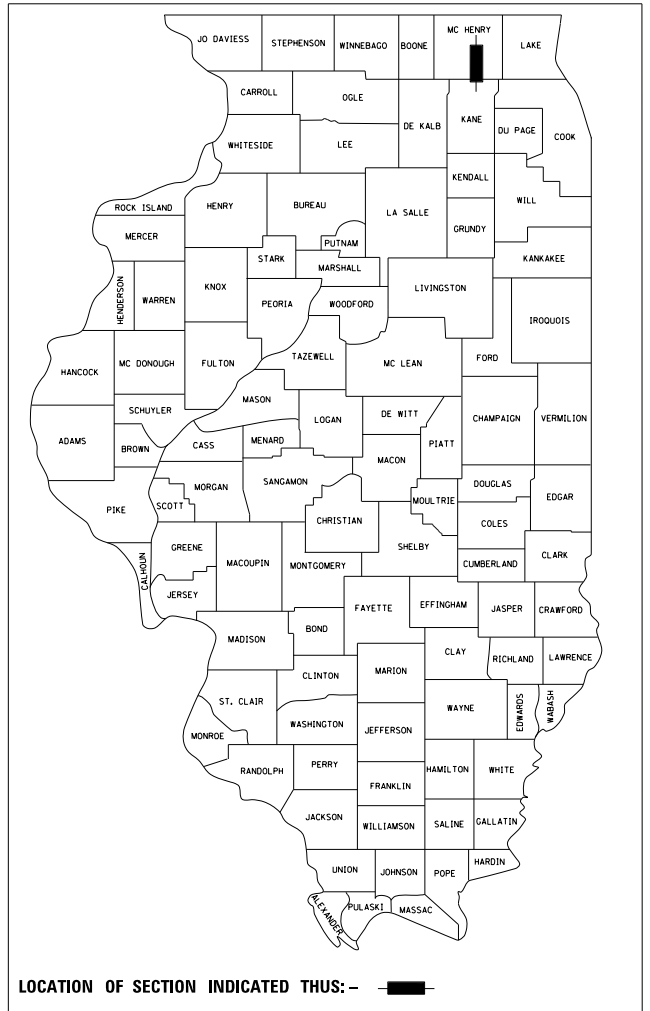 MC HENRY
JO DAVIESS
STEPHENSON
WINNEBAGO
BOONE
LAKE
CARROLL
OGLE
DE KALB
KANE
DU PAGE
COOK
WHITESIDE
LEE
KENDALL
WILL
ROCK ISLAND
HENRY
BUREAU
LA SALLE
GRUNDY
MERCER
PUTNAM
STARK
MARSHALL
KANKAKEE
HENDERSON
WARREN
KNOX
PEORIA
WOODFORD
LIVINGSTON
IROQUOIS
HANCOCK
MC DONOUGH
FULTON
TAZEWELL
MC LEAN
FORD
SCHUYLER
MASON
LOGAN
DE WITT
CHAMPAIGN
VERMILION
ADAMS
BROWN
CASS
MENARD
PIATT
MACON
PIKE
SCOTT
MORGAN
SANGAMON
MOULTRIE
DOUGLAS
EDGAR
CHRISTIAN
COLES
CALHOUN
GREENE
MACOUPIN
MONTGOMERY
SHELBY
CUMBERLAND
CLARK
JERSEY
FAYETTE
EFFINGHAM
JASPER
CRAWFORD
MADISON
BOND
CLAY
RICHLAND
LAWRENCE
CLINTON
MARION
ST. CLAIR
WASHINGTON
WAYNE
EDWARDS
WABASH
MONROE
JEFFERSON
RANDOLPH
PERRY
HAMILTON
WHITE
FRANKLIN
JACKSON
WILLIAMSON
SALINE
GALLATIN
UNION
JOHNSON
POPE
HARDIN
ALEXANDER
PULASKI
MASSAC
LOCATION OF SECTION INDICATED THUS: -